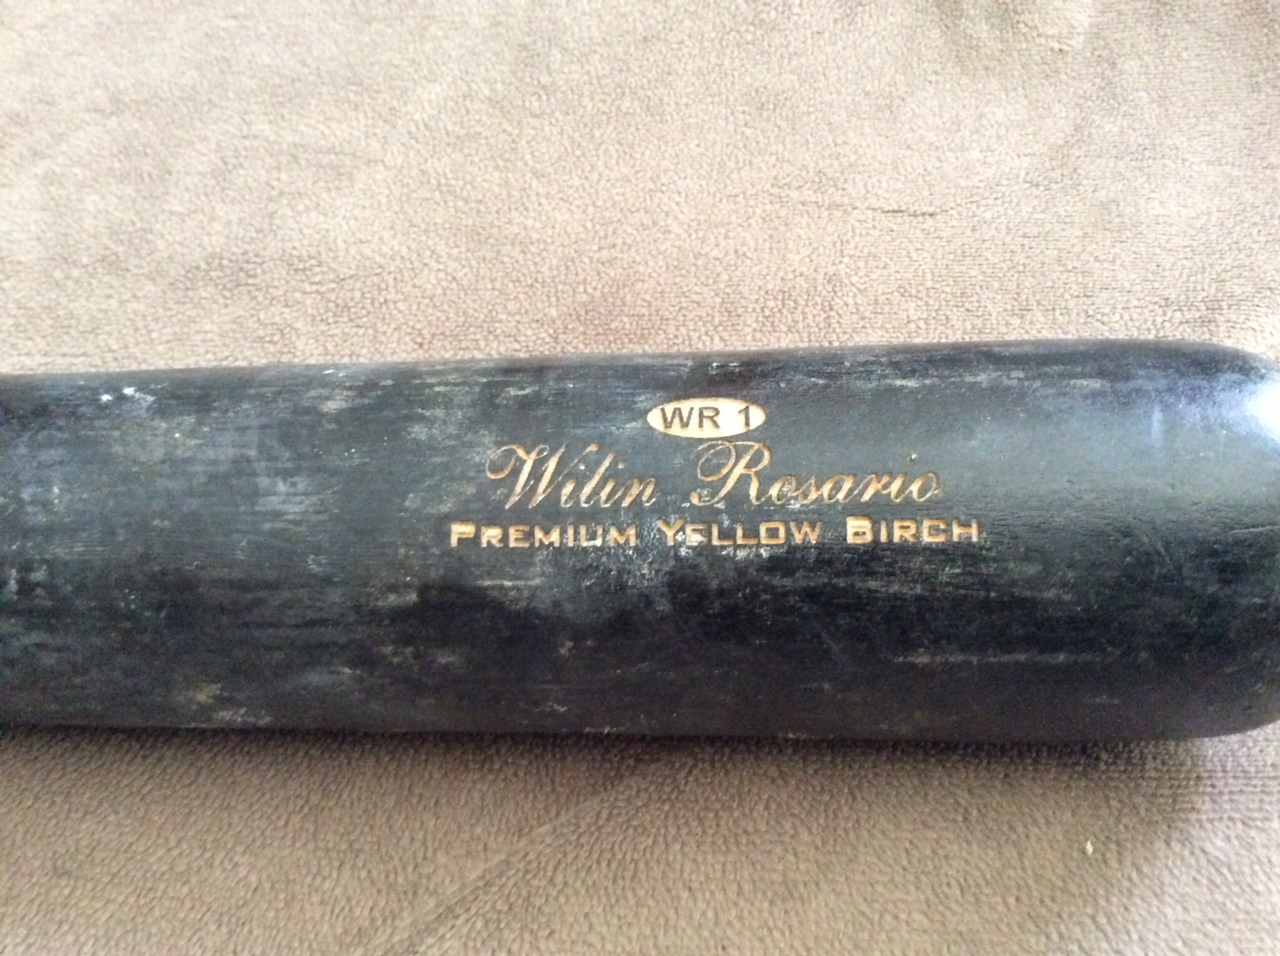 WR 1
Wilin Rosario
PREMIUM YELLOW BIRCH